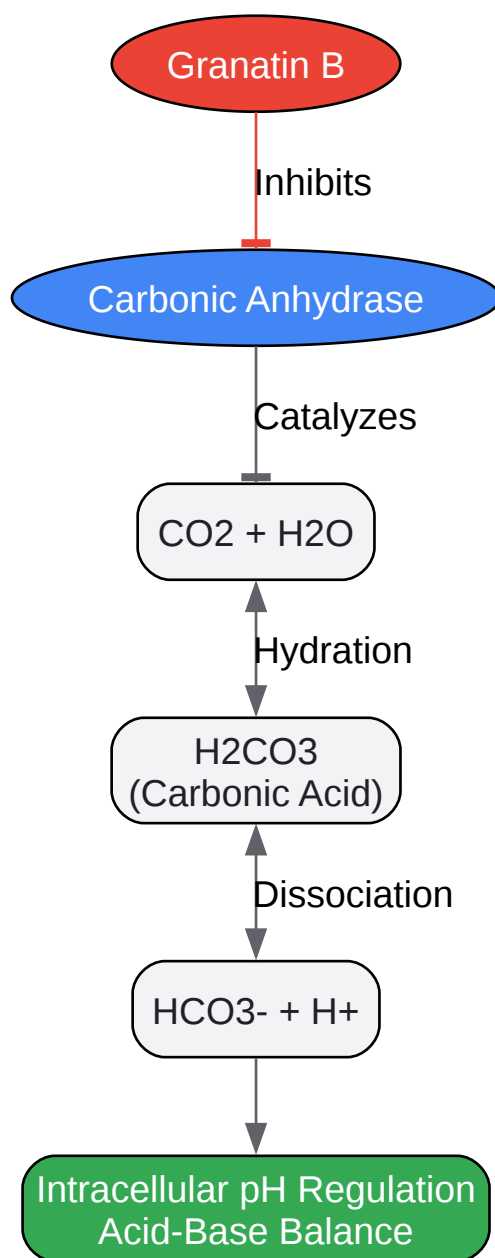 Granatin B
Inhibits
Carbonic Anhydrase
Catalyzes
CO2 + H2O
Hydration
H2CO3
(Carbonic Acid)
Dissociation
HCO3- + H+
Intracellular pH Regulation
Acid-Base Balance